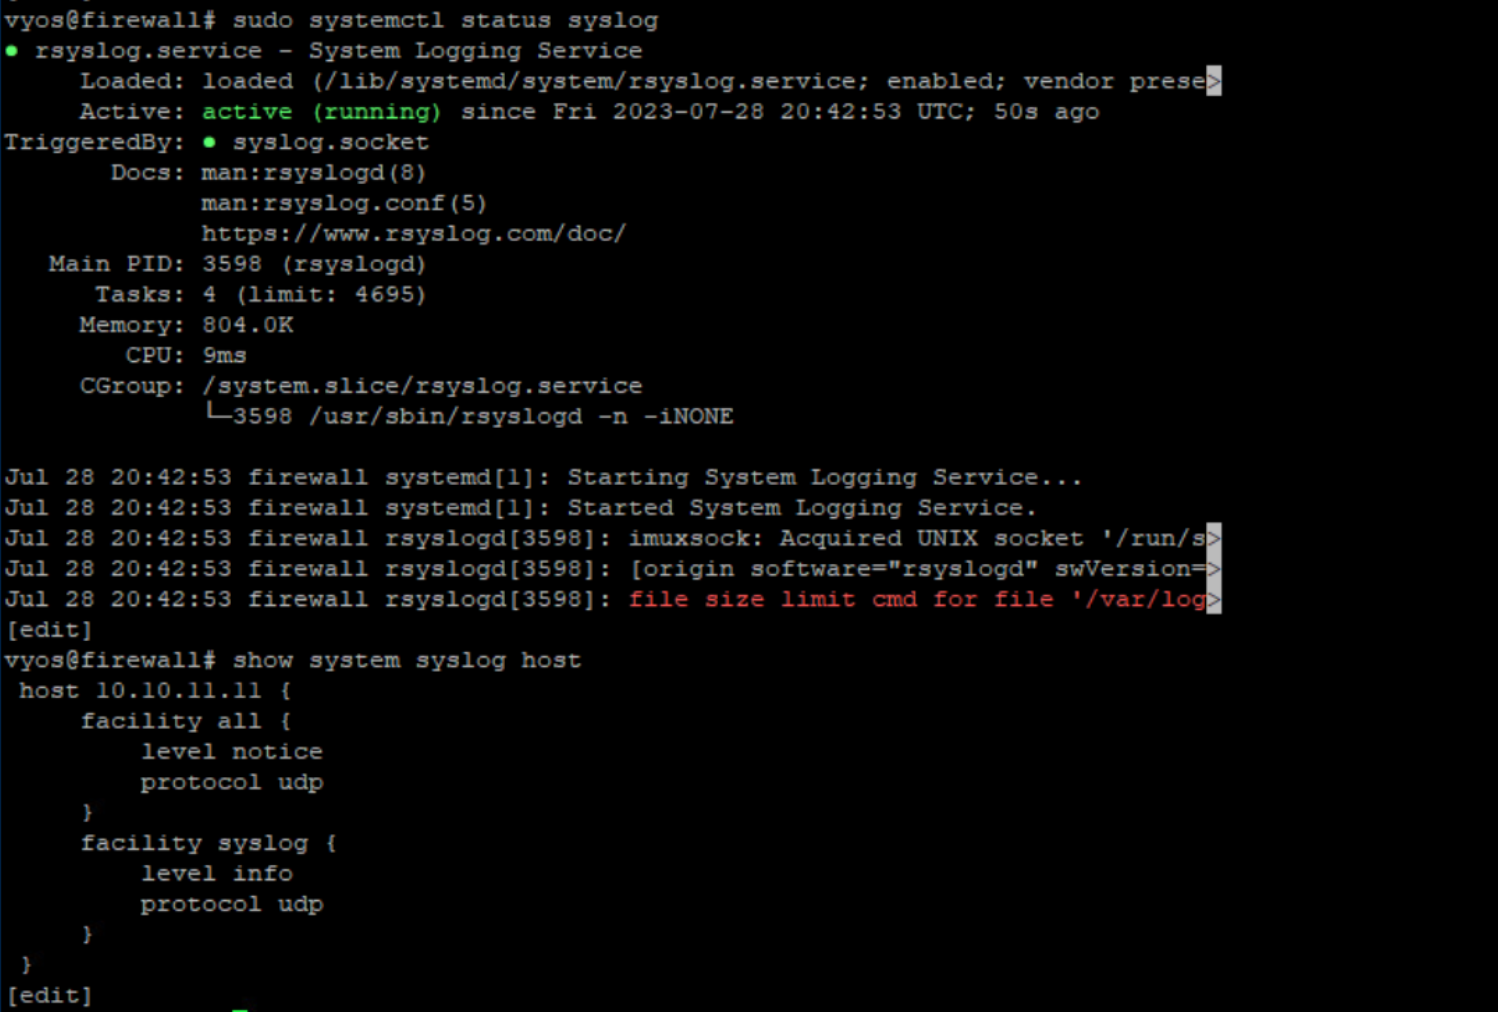 vyos@firewall# sudo systemctl status syslog
● rsyslog.service - System Logging Service
     Loaded: loaded (/lib/systemd/system/rsyslog.service; enabled; vendor prese>
     Active: active (running) since Fri 2023-07-28 20:42:53 UTC; 50s ago
TriggeredBy: ● syslog.socket
       Docs: man:rsyslogd(8)
             man:rsyslog.conf(5)
             https://www.rsyslog.com/doc/
   Main PID: 3598 (rsyslogd)
      Tasks: 4 (limit: 4695)
     Memory: 804.0K
        CPU: 9ms
     CGroup: /system.slice/rsyslog.service
             └─3598 /usr/sbin/rsyslogd -n -iNONE
Jul 28 20:42:53 firewall systemd[1]: Starting System Logging Service...
Jul 28 20:42:53 firewall systemd[1]: Started System Logging Service.
Jul 28 20:42:53 firewall rsyslogd[3598]: imuxsock: Acquired UNIX socket '/run/s>
Jul 28 20:42:53 firewall rsyslogd[3598]: [origin software="rsyslogd" swVersion=>
Jul 28 20:42:53 firewall rsyslogd[3598]: file size limit cmd for file '/var/log>
[edit]
vyos@firewall# show system syslog host
 host 10.10.11.11 {
     facility all {
         level notice
         protocol udp
     }
     facility syslog {
         level info
         protocol udp
     }
 }
[edit]